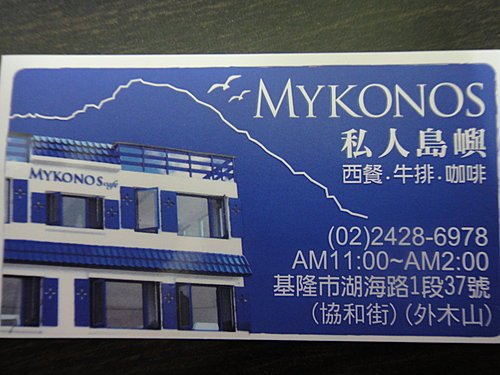 MYKONOS
私人島嶼
西餐.牛排.咖啡
MYKONOS cafe
(02)2428-6978
AM11:00~AM2:00
基隆市湖海路1段37號
(協和街)(外木山)